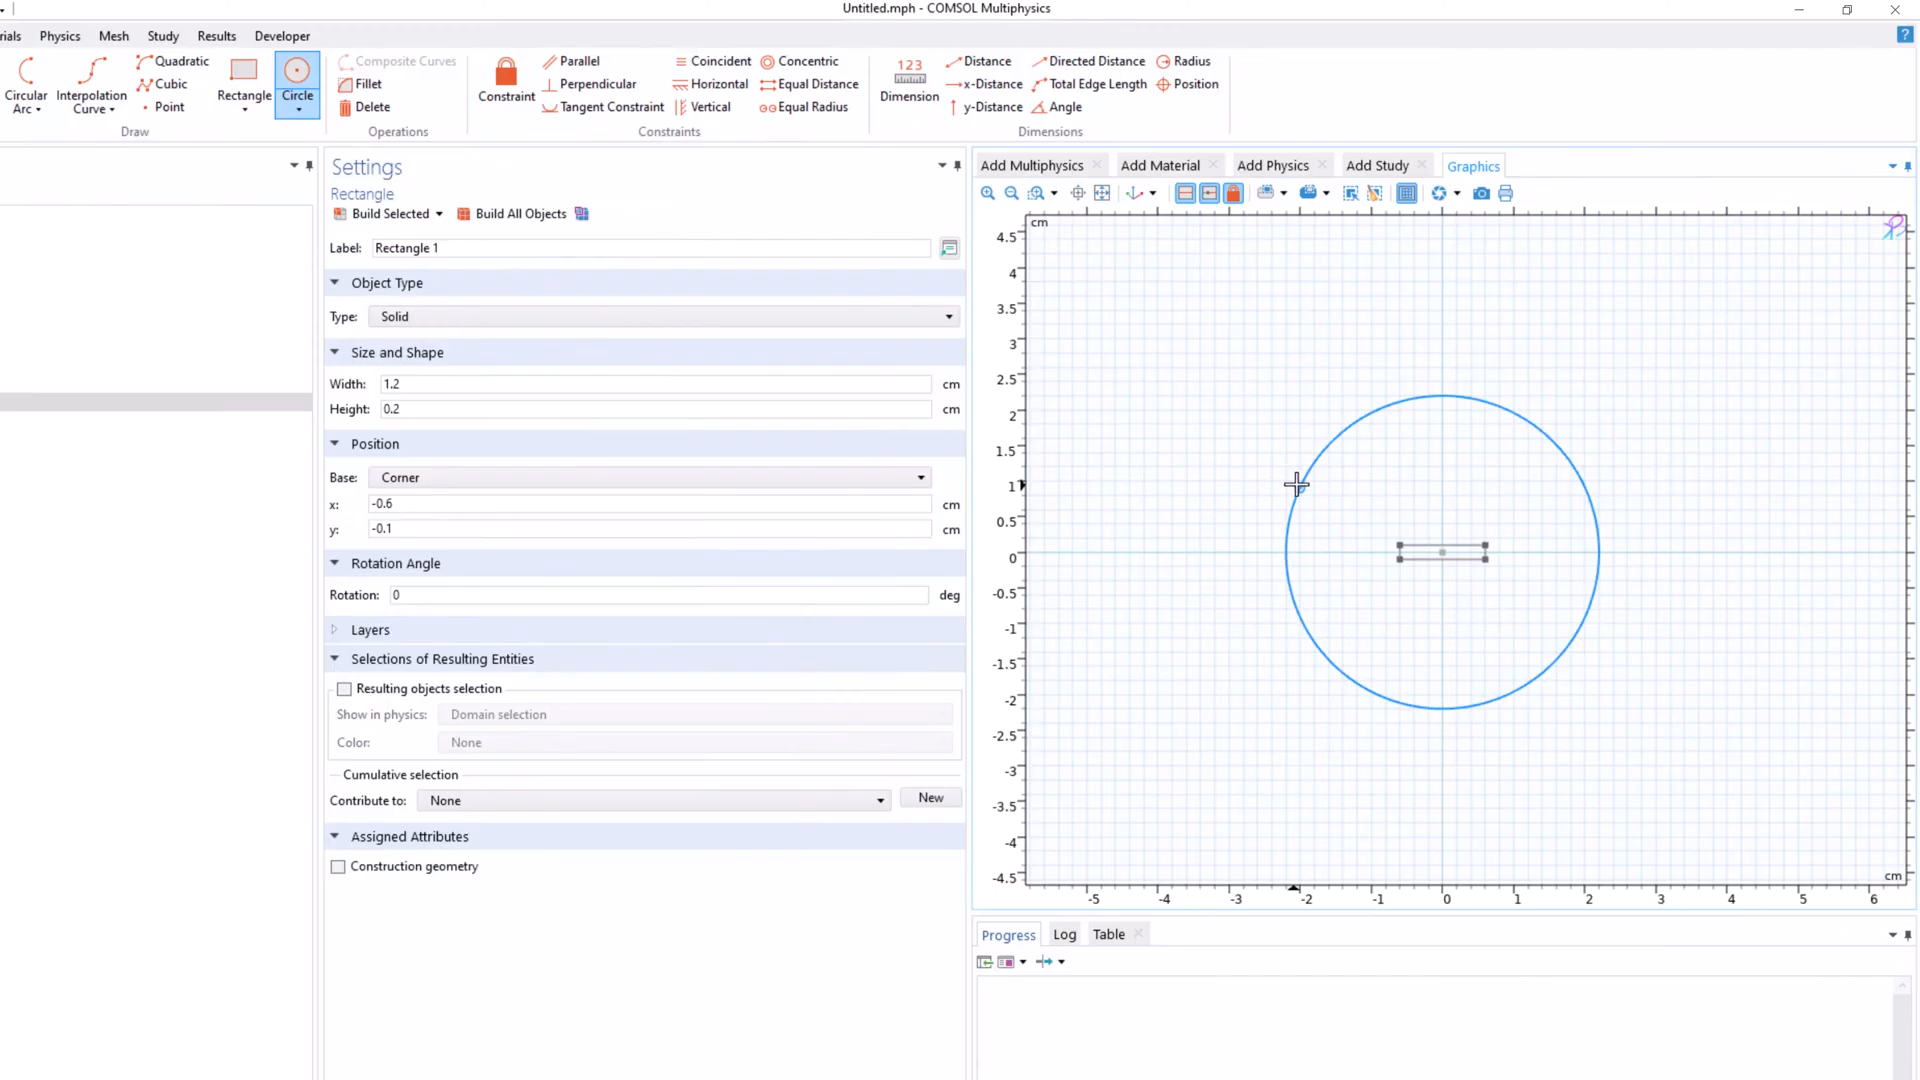 Untitled.mph - COMSOL Multiphysics
rials Physics Mesh Study Results Developer
Circular Arc
Interpolation Curve
Quadratic
Cubic
Point
Rectangle
Circle
Draw
Composite Curves
Fillet
Delete
Operations
Constraint
Parallel
Perpendicular
Tangent Constraint
Coincident
Horizontal
Vertical
Concentric
Equal Distance
Equal Radius
Constraints
123
Dimension
Distance
x-Distance
y-Distance
Directed Distance
Total Edge Length
Angle
Radius
Position
Dimensions
Settings
Rectangle
Build Selected Build All Objects
Label: Rectangle 1
Object Type
Type: Solid
Size and Shape
Width: 1.2 cm
Height: 0.2 cm
Position
Base: Corner
x: -0.6 cm
y: -0.1 cm
Rotation Angle
Rotation: 0 deg
Layers
Selections of Resulting Entities
Resulting objects selection
Show in physics: Domain selection
Color: None
Cumulative selection
Contribute to: None New
Assigned Attributes
Construction geometry
Add Multiphysics Add Material Add Physics Add Study Graphics
cm
4.5
4
3.5
3
2.5
2
1.5
1
0.5
0
-0.5
-1
-1.5
-2
-2.5
-3
-3.5
-4
-4.5
cm
-5 -4 -3 -2 -1 0 1 2 3 4 5 6
Progress Log Table